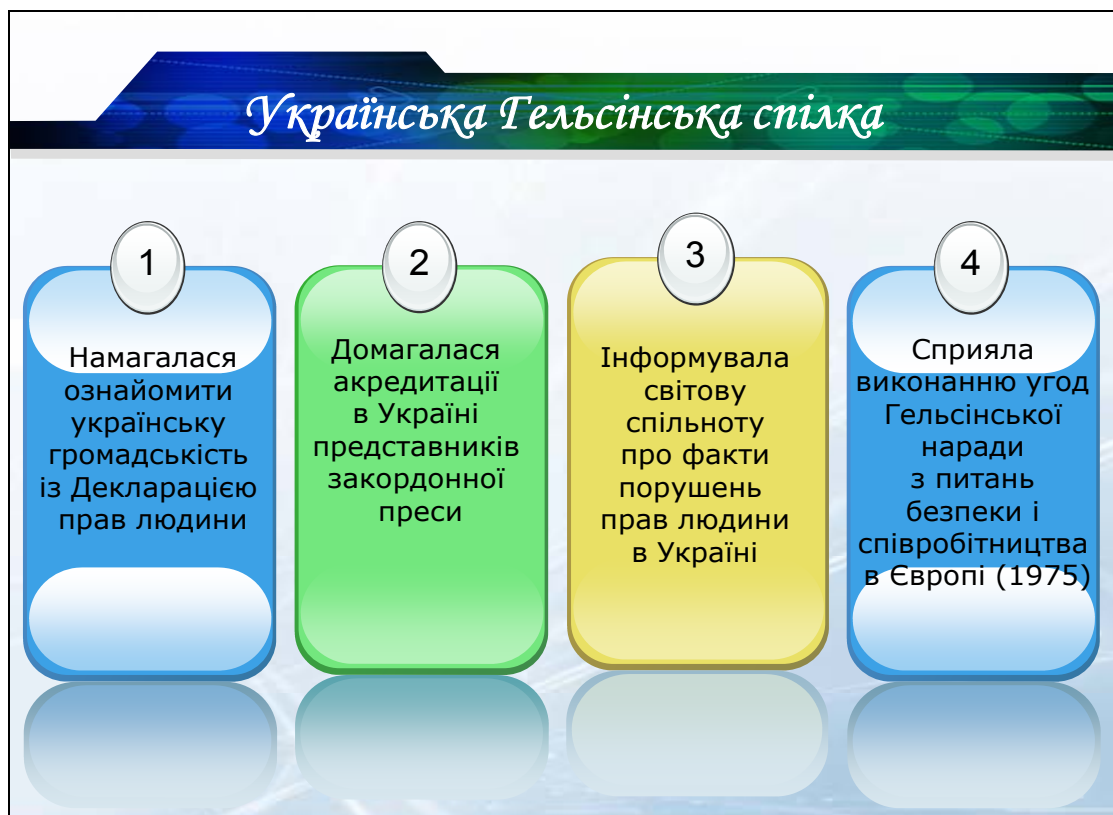 Українська Гельсінська спілка
1
Намагалася
ознайомити
українську
громадськість
із Декларацією
прав людини
2
Домагалася
акредитації
в Україні
представників
закордонної
преси
3
Інформувала
світову
спільноту
про факти
порушень
прав людини
в Україні
4
Сприяла
виконанню угод
Гельсінської
наради
з питань
безпеки і
співробітництва
в Європі (1975)